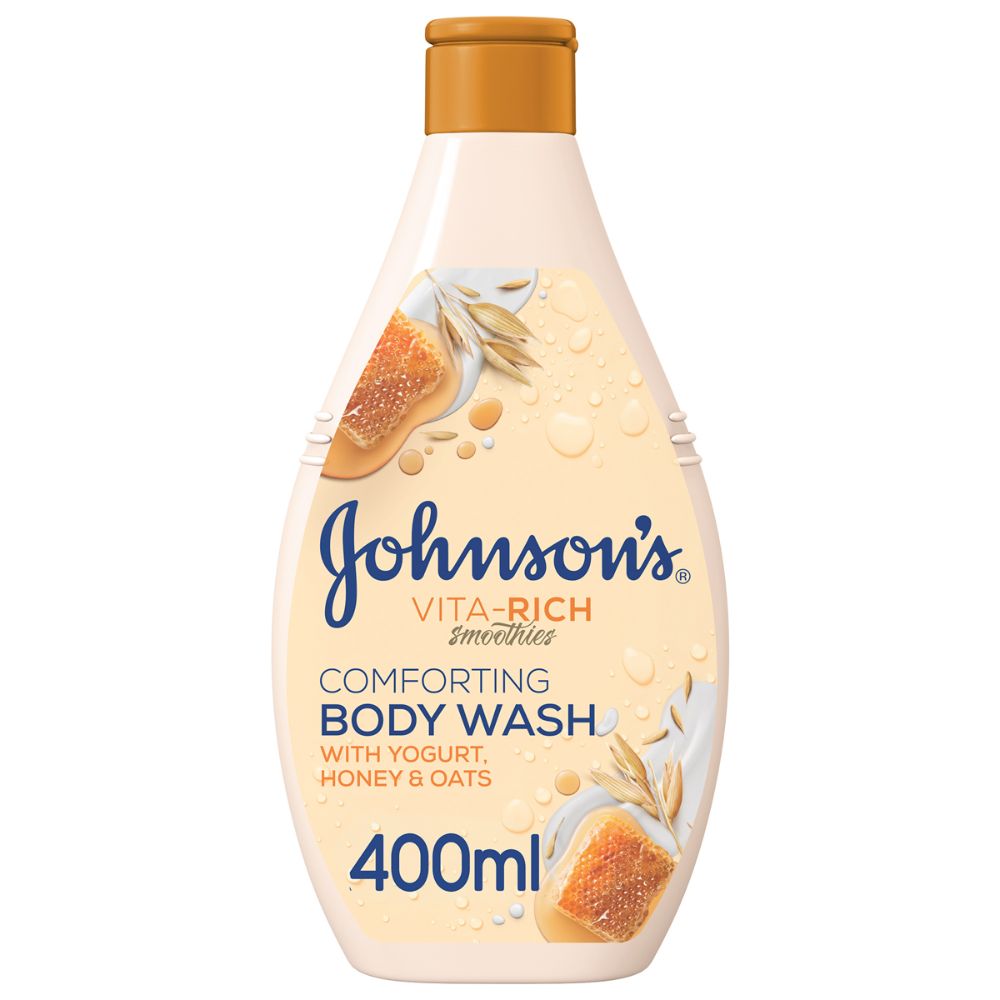 Johnson's®
VITA-RICH
smoothies
COMFORTING
BODY WASH
WITH YOGURT,
HONEY & OATS
400ml